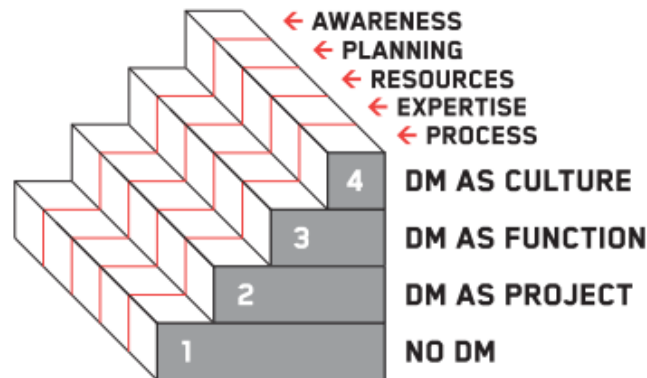 ← AWARENESS
← PLANNING
← RESOURCES
← EXPERTISE
← PROCESS
4 DM AS CULTURE
3 DM AS FUNCTION
2 DM AS PROJECT
1 NO DM